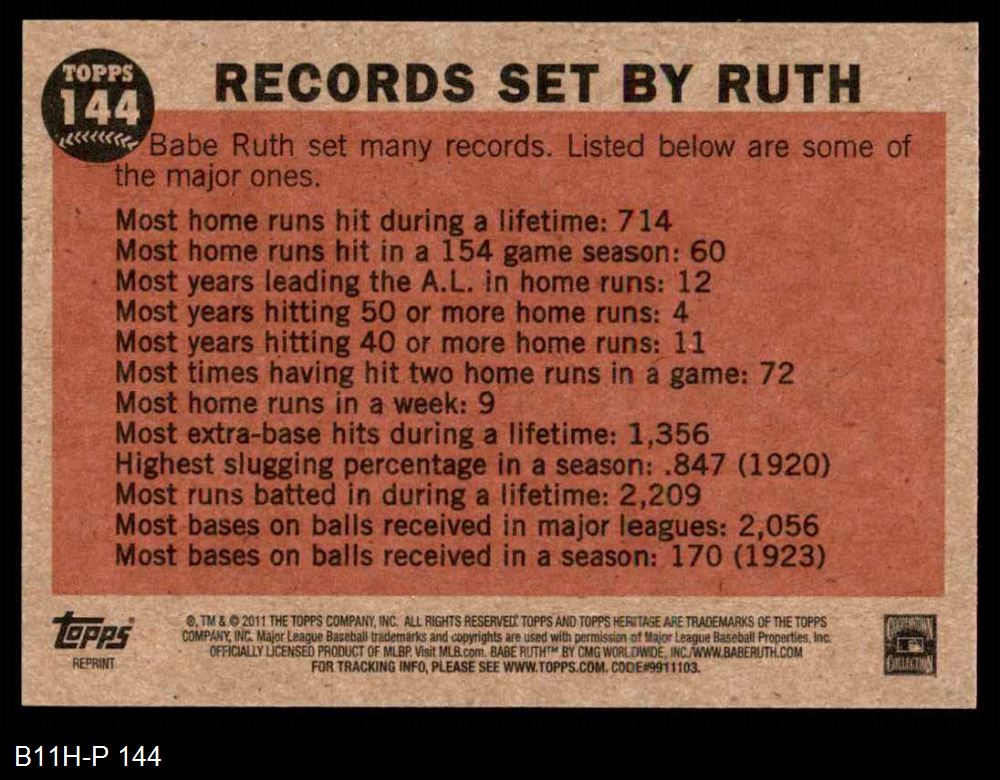 TOPPS
144
RECORDS SET BY RUTH
Babe Ruth set many records. Listed below are some of
the major ones.
Most home runs hit during a lifetime: 714
Most home runs hit in a 154 game season: 60
Most years leading the A.L. in home runs: 12
Most years hitting 50 or more home runs: 4
Most years hitting 40 or more home runs: 11
Most times having hit two home runs in a game: 72
Most home runs in a week: 9
Most extra-base hits during a lifetime: 1,356
Highest slugging percentage in a season: .847 (1920)
Most runs batted in during a lifetime: 2,209
Most bases on balls received in major leagues: 2,056
Most bases on balls received in a season: 170 (1923)
topps
REPRINT
®, TM & © 2011 THE TOPPS COMPANY, INC. ALL RIGHTS RESERVED. TOPPS AND TOPPS HERITAGE ARE TRADEMARKS OF THE TOPPS
COMPANY, INC. Major League Baseball trademarks and copyrights are used with permission of Major League Baseball Properties, Inc.
OFFICIALLY LICENSED PRODUCT OF MLBP. Visit MLB.com. BABE RUTH™ BY CMG WORLDWIDE, INC./WWW.BABERUTH.COM
FOR TRACKING INFO, PLEASE SEE WWW.TOPPS.COM. CODE#9911103.
COOPERSTOWN
COLLECTION
B11H-P 144